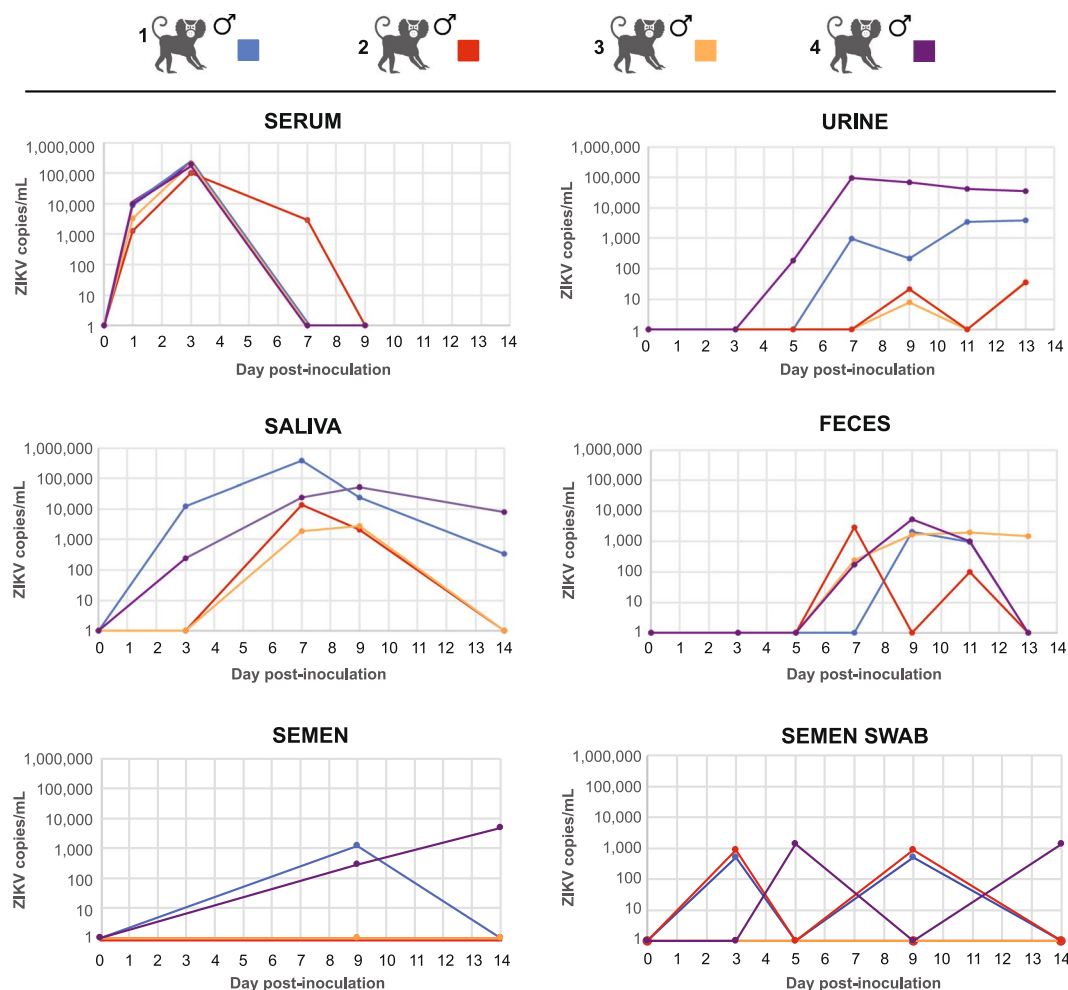 1 ♂ 2 ♂ 3 ♂ 4 ♂
SERUM
ZIKV copies/mL
1,000,000
100,000
10,000
1,000
100
10
1
0 1 2 3 4 5 6 7 8 9 10 11 12 13 14
Day post-inoculation
URINE
ZIKV copies/mL
1,000,000
100,000
10,000
1,000
100
10
1
0 1 2 3 4 5 6 7 8 9 10 11 12 13 14
Day post-inoculation
SALIVA
ZIKV copies/mL
1,000,000
100,000
10,000
1,000
100
10
1
0 1 2 3 4 5 6 7 8 9 10 11 12 13 14
Day post-inoculation
FECES
ZIKV copies/mL
1,000,000
100,000
10,000
1,000
100
10
1
0 1 2 3 4 5 6 7 8 9 10 11 12 13 14
Day post-inoculation
SEMEN
ZIKV copies/mL
1,000,000
100,000
10,000
1,000
100
10
1
0 1 2 3 4 5 6 7 8 9 10 11 12 13 14
Day post-inoculation
SEMEN SWAB
ZIKV copies/mL
1,000,000
100,000
10,000
1,000
100
10
1
0 1 2 3 4 5 6 7 8 9 10 11 12 13 14
Day post-inoculation